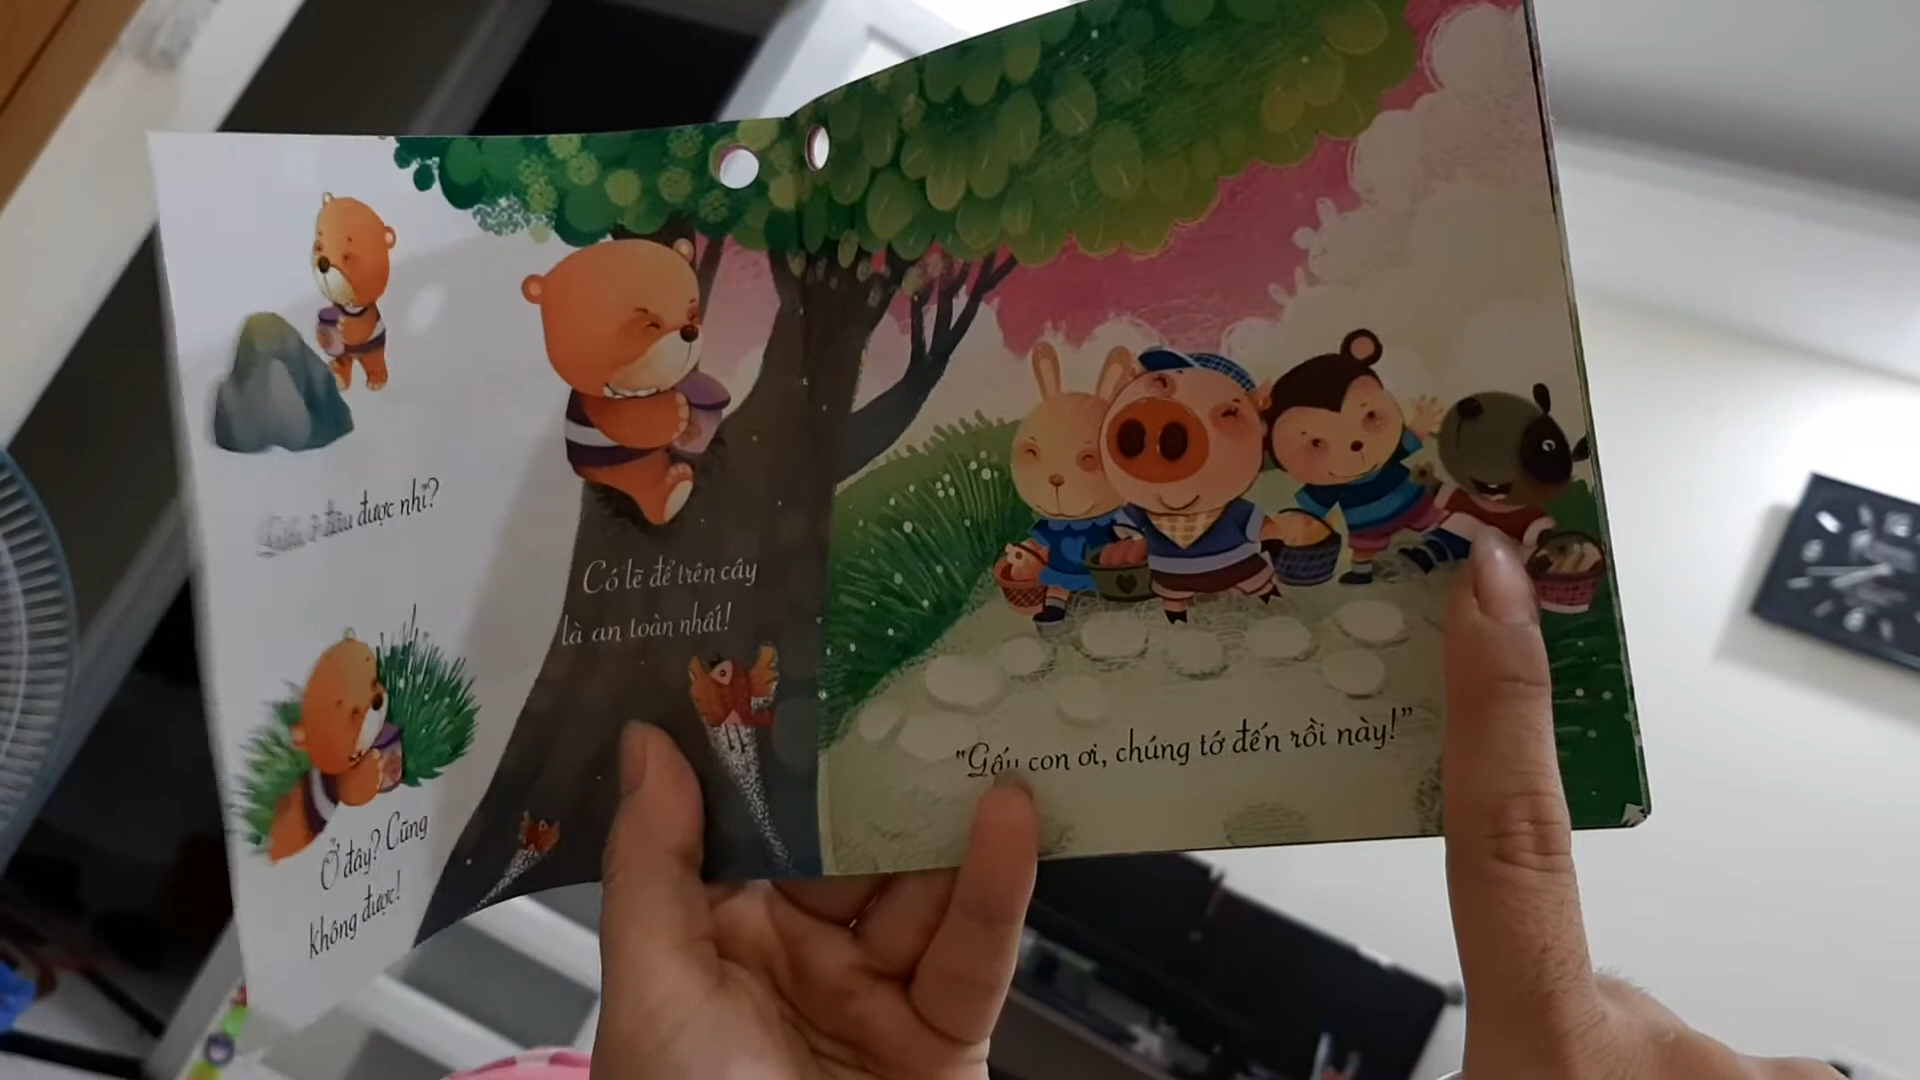 được nhỉ?
Ở đây? Cũng
không được!
Có lẽ để trên cây
là an toàn nhất!
"Gấu con ơi, chúng tớ đến rồi này!"